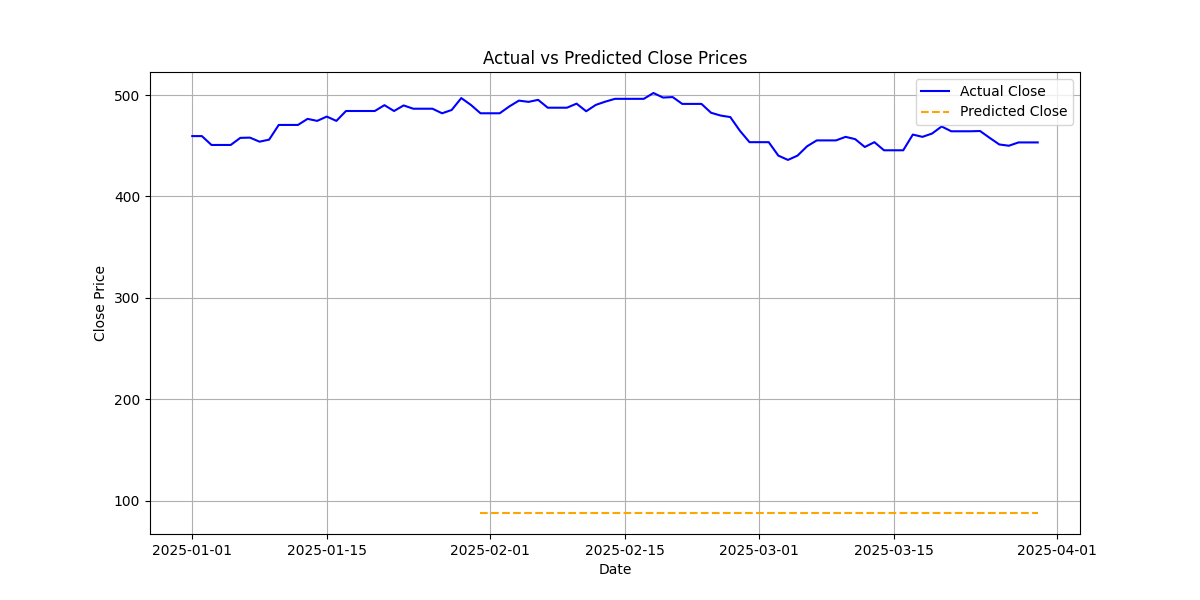 Actual vs Predicted Close Prices
Actual Close
Predicted Close
Close Price
500
400
300
200
100
2025-01-01 2025-01-15 2025-02-01 2025-02-15 2025-03-01 2025-03-15 2025-04-01
Date